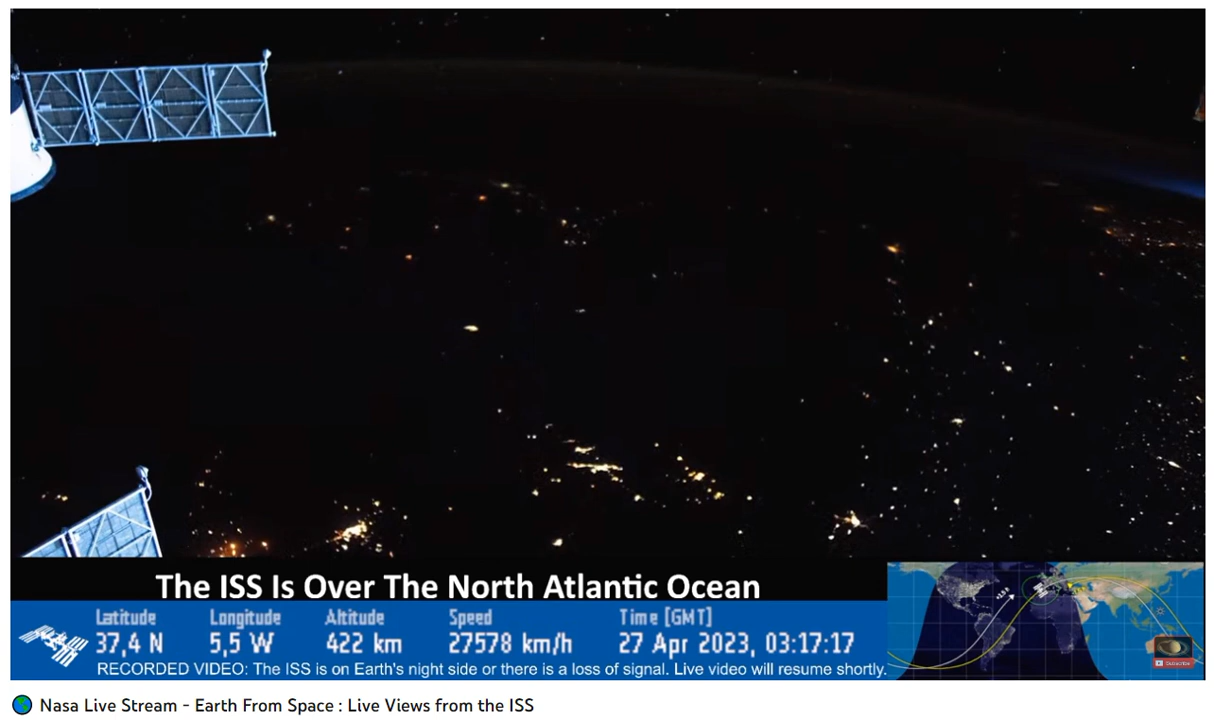 The ISS Is Over The North Atlantic Ocean
Latitude Longitude Altitude Speed Time [GMT]
37,4 N 5,5 W 422 km 27578 km/h 27 Apr 2023, 03:17:17
RECORDED VIDEO: The ISS is on Earth's night side or there is a loss of signal. Live video will resume shortly.
Subscribe
Nasa Live Stream - Earth From Space : Live Views from the ISS